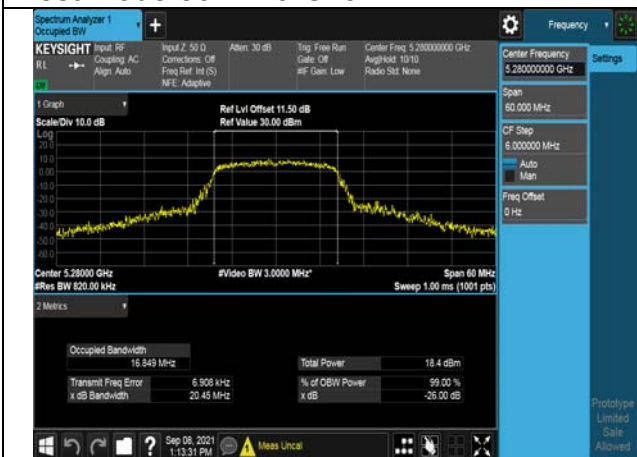 Spectrum Analyzer 1
Occupied BW
+
Frequency
KEYSIGHT
RL
Input: RF
Coupling: AC
Align: Auto
Input Z: 50 Ω
Corrections: Off
Freq Ref: Int (S)
NFE: Adaptive
Atten: 30 dB
Trig: Free Run
Gate: Off
#IF Gain: Low
Center Freq: 5.280000000 GHz
Avg|Hold: 10/10
Radio Std: None
Center Frequency
5.280000000 GHz
Settings
Span
60.000 MHz
CF Step
6.000000 MHz
Auto
Man
Freq Offset
0 Hz
1 Graph
Scale/Div 10.0 dB
Ref Lvl Offset 11.50 dB
Ref Value 30.00 dBm
Log
20.0
10.0
0.00
-10.0
-20.0
-30.0
-40.0
-50.0
-60.0
Center 5.28000 GHz
#Res BW 820.00 kHz
#Video BW 3.0000 MHz*
Span 60 MHz
Sweep 1.00 ms (1001 pts)
2 Metrics
Occupied Bandwidth
16.849 MHz
Total Power
18.4 dBm
Transmit Freq Error
6.908 kHz
% of OBW Power
99.00 %
x dB Bandwidth
20.45 MHz
x dB
-26.00 dB
Prototype
Limited
Sale
Allowed
?
Sep 08, 2021
1:13:31 PM
Meas Uncal